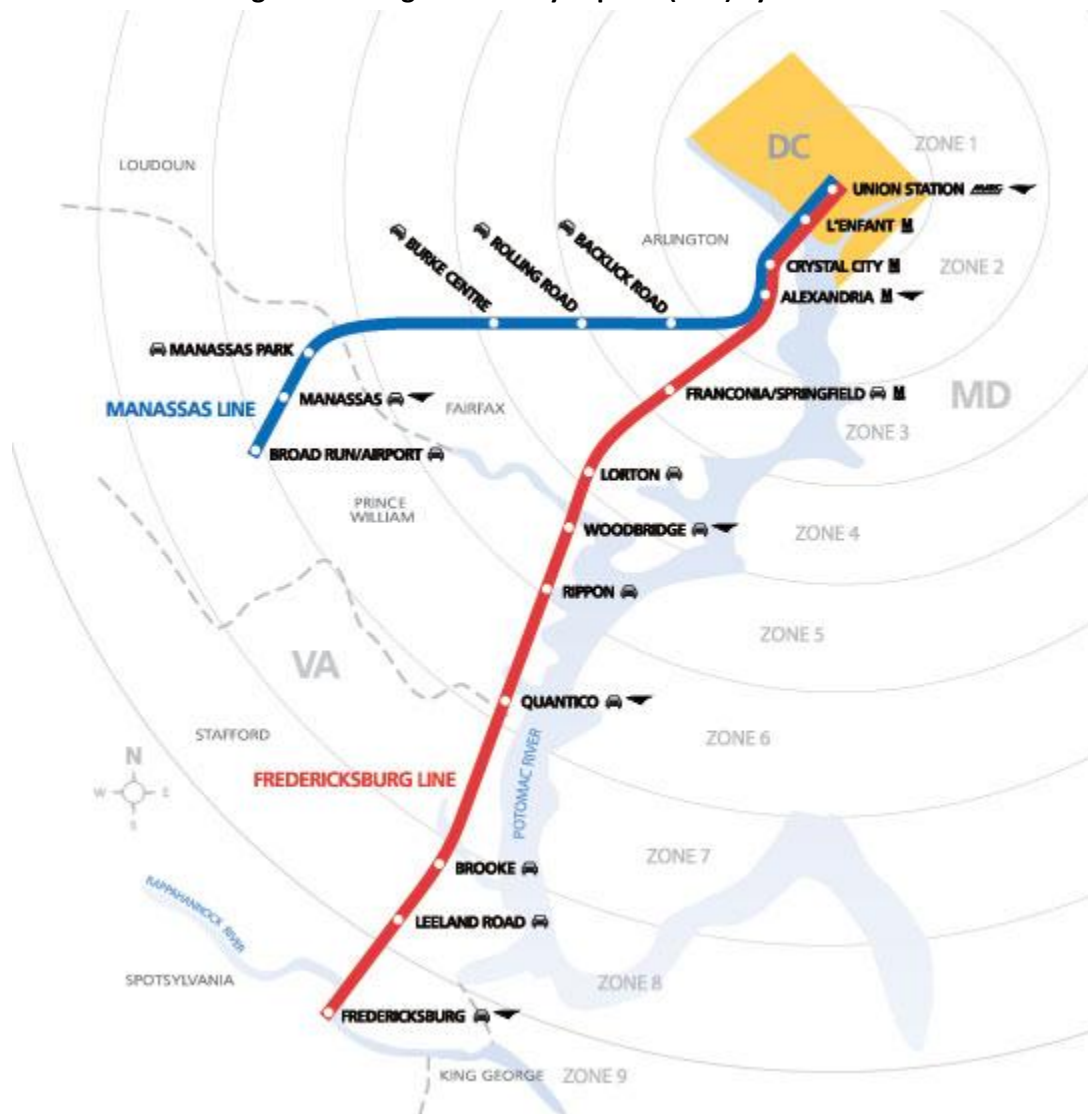 LOUDOUN
DC
ZONE 1
UNION STATION
L'ENFANT M
ARLINGTON
ZONE 2
CRYSTAL CITY M
ALEXANDRIA M
BURKE CENTRE
ROLLING ROAD
BACKLICK ROAD
MANASSAS PARK
MANASSAS LINE
MANASSAS
FAIRFAX
FRANCONIA/SPRINGFIELD M
MD
ZONE 3
BROAD RUN/AIRPORT
LORTON
PRINCE
WILLIAM
WOODBRIDGE
ZONE 4
RIPPON
ZONE 5
VA
QUANTICO
STAFFORD
ZONE 6
N
W
E
S
FREDERICKSBURG LINE
POTOMAC RIVER
ZONE 7
BROOKE
RAPPAHANNOCK RIVER
LEELAND ROAD
SPOTSYLVANIA
ZONE 8
FREDERICKSBURG
KING GEORGE
ZONE 9